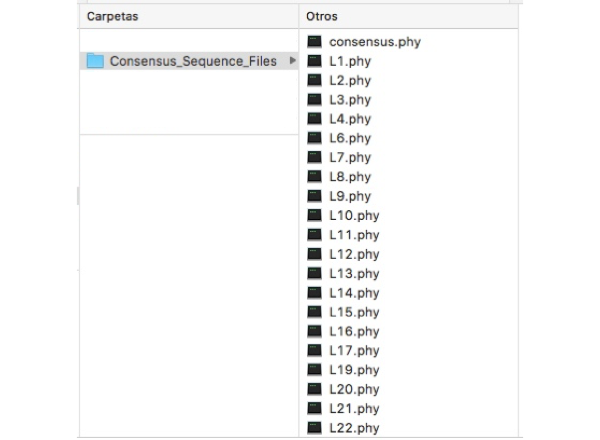 Carpetas
Otros
Consensus_Sequence_Files
consensus.phy
L1.phy
L2.phy
L3.phy
L4.phy
L6.phy
L7.phy
L8.phy
L9.phy
L10.phy
L11.phy
L12.phy
L13.phy
L14.phy
L15.phy
L16.phy
L17.phy
L19.phy
L20.phy
L21.phy
L22.phy